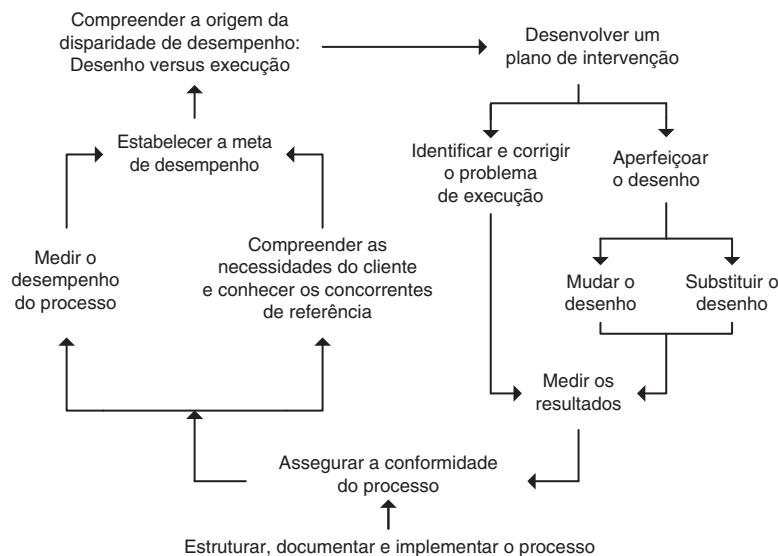 Compreender a origem da
disparidade de desempenho:
Desenho versus execução
Desenvolver um
plano de intervenção
Estabelecer a meta
de desempenho
Identificar e corrigir
o problema
de execução
Aperfeiçoar
o desenho
Medir o
desempenho
do processo
Compreender as
necessidades do cliente
e conhecer os concorrentes
de referência
Mudar o
desenho
Substituir o
desenho
Medir os
resultados
Assegurar a conformidade
do processo
Estruturar, documentar e implementar o processo